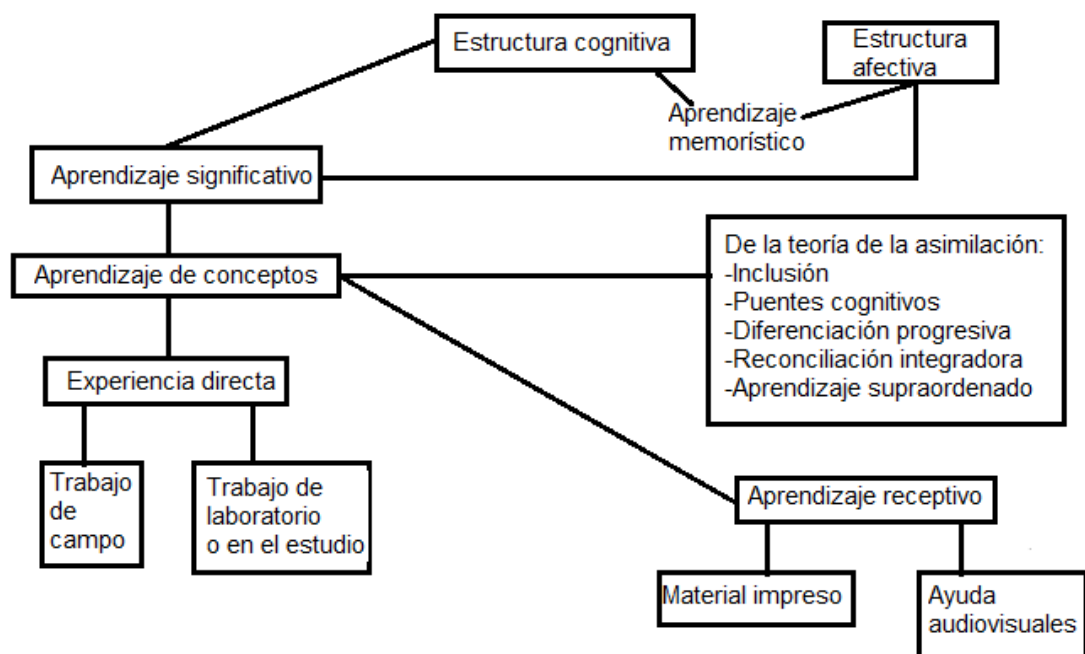 Estructura cognitiva
Estructura
afectiva
Aprendizaje
memorístico
Aprendizaje significativo
De la teoría de la asimilación:
-Inclusión
-Puentes cognitivos
-Diferenciación progresiva
-Reconciliación integradora
-Aprendizaje supraordenado
Aprendizaje de conceptos
Experiencia directa
Trabajo
de
campo
Trabajo de
laboratorio
o en el estudio
Aprendizaje receptivo
Material impreso
Ayuda
audiovisuales